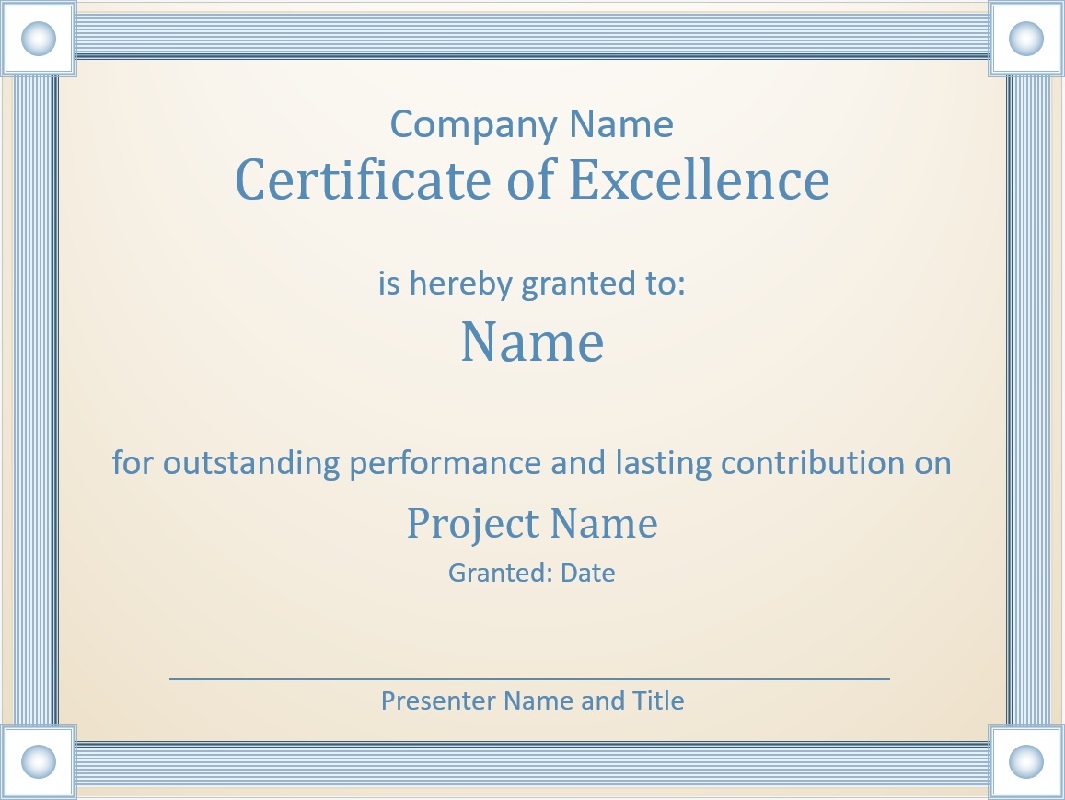 Company Name
Certificate of Excellence
is hereby granted to:
Name
for outstanding performance and lasting contribution on
Project Name
Granted: Date
Presenter Name and Title